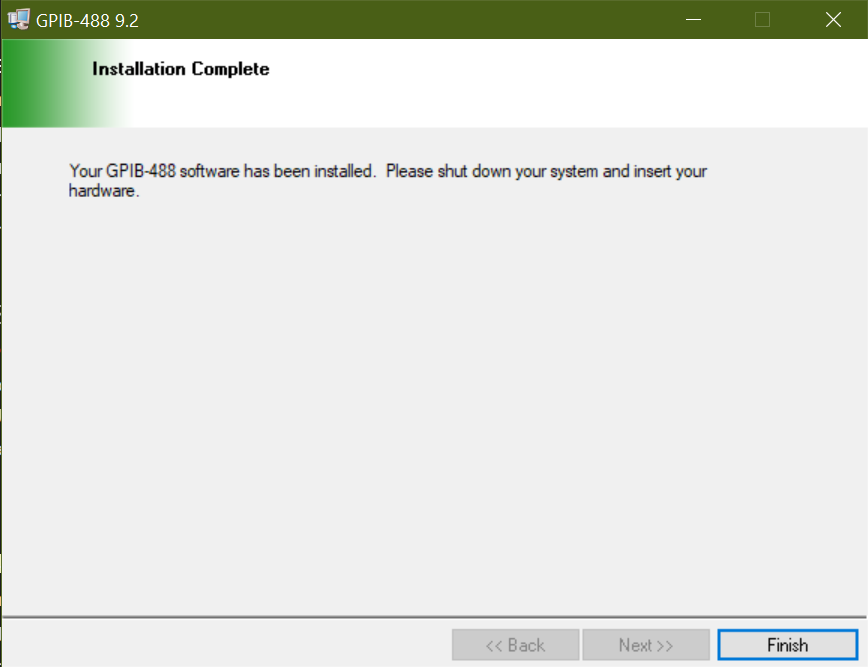 GPIB-488 9.2
Installation Complete
Your GPIB-488 software has been installed.  Please shut down your system and insert your
hardware.
<< Back
Next >>
Finish